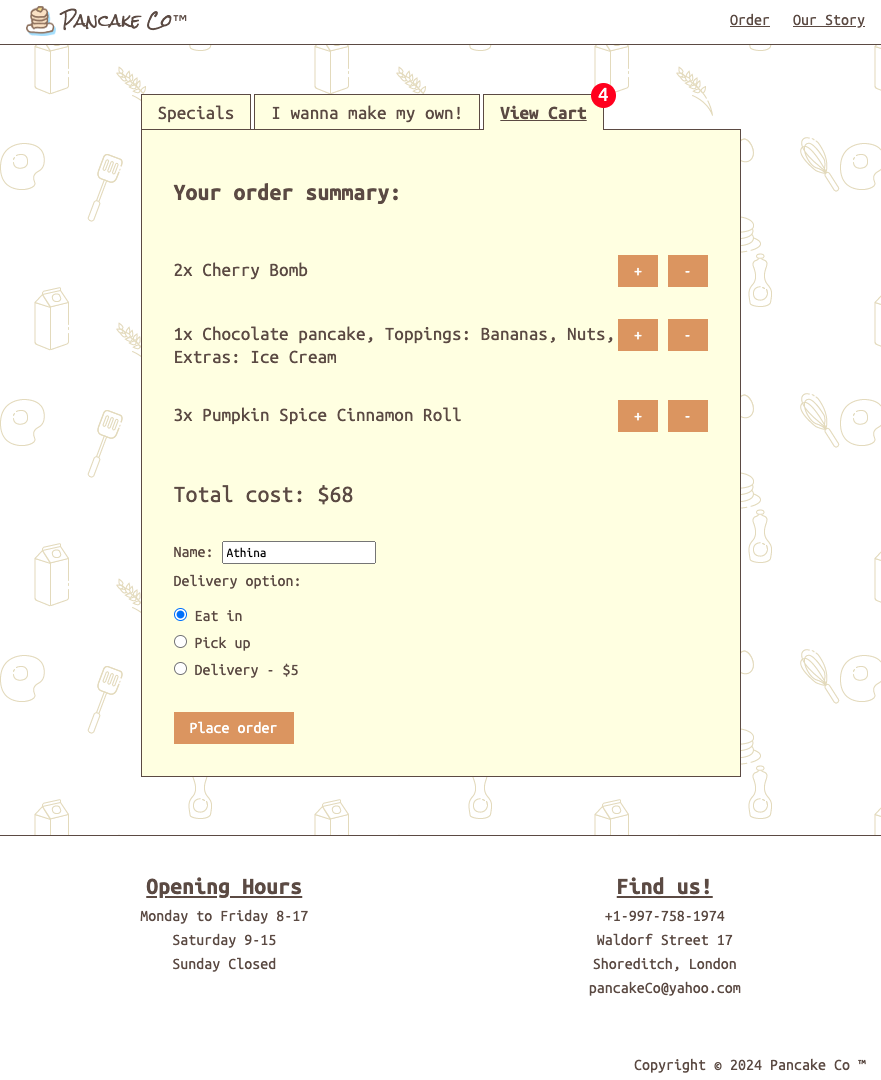 Pancake Co™
Order Our Story
Specials
I wanna make my own!
View Cart
4
Your order summary:
2x Cherry Bomb
+ -
1x Chocolate pancake, Toppings: Bananas, Nuts,
Extras: Ice Cream
+ -
3x Pumpkin Spice Cinnamon Roll
+ -
Total cost: $68
Name: Athina
Delivery option:
Eat in
Pick up
Delivery - $5
Place order
Opening Hours
Monday to Friday 8-17
Saturday 9-15
Sunday Closed
Find us!
+1-997-758-1974
Waldorf Street 17
Shoreditch, London
pancakeCo@yahoo.com
Copyright © 2024 Pancake Co ™